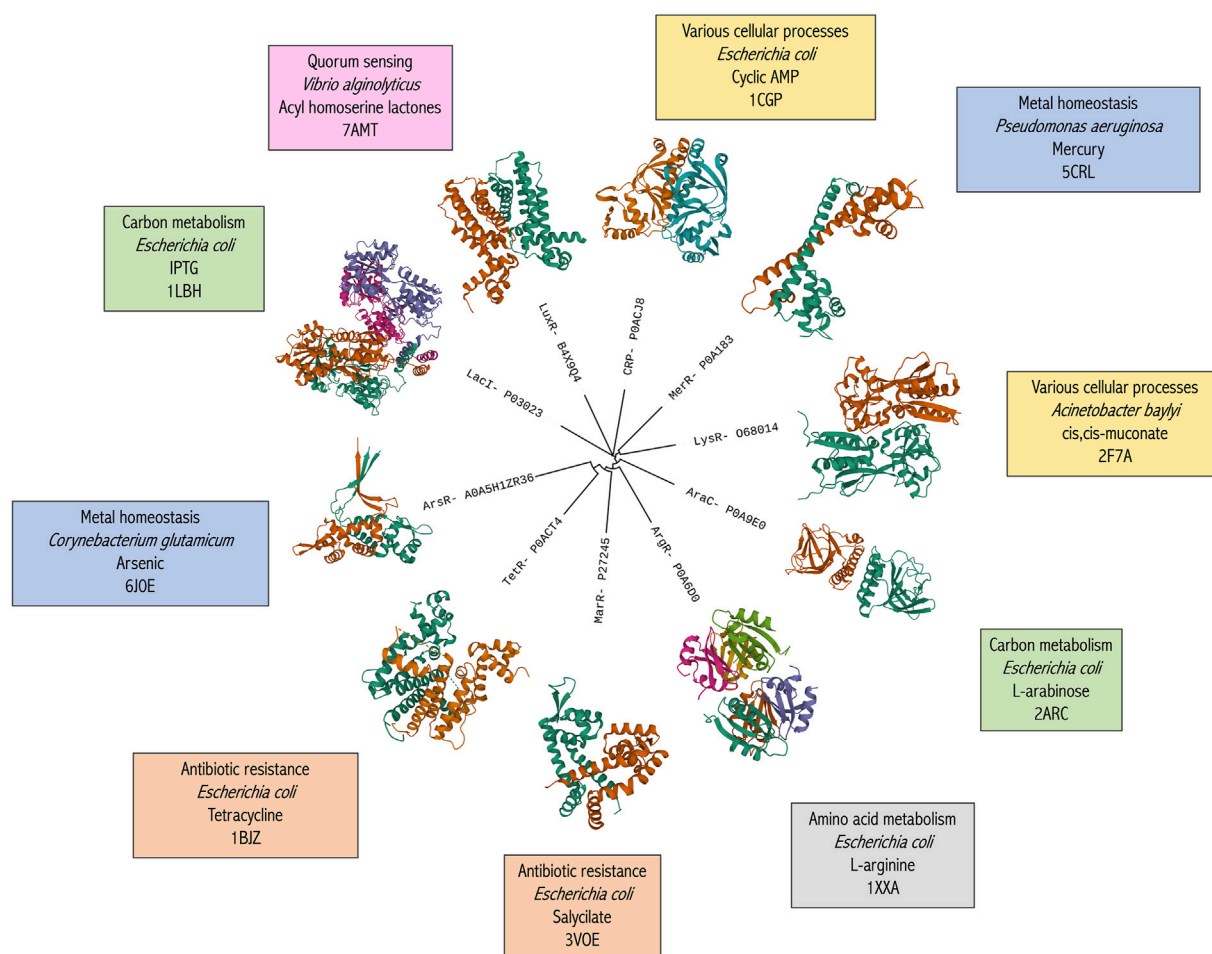 Various cellular processes
Escherichia coli
Cyclic AMP
1CGP
Quorum sensing
Vibrio alginolyticus
Acyl homoserine lactones
7AMT
Metal homeostasis
Pseudomonas aeruginosa
Mercury
5CRL
Carbon metabolism
Escherichia coli
IPTG
1LBH
LuxR- B4X9Q4
CRP- P0ACJ8
MerR- P0A183
LacI- P03023
LysR- O68014
Various cellular processes
Acinetobacter baylyi
cis,cis-muconate
2F7A
ArsR- A0A5H1ZR36
AraC- P0A9E0
Metal homeostasis
Corynebacterium glutamicum
Arsenic
6J0E
TetR- P0ACT4
MarR- P27245
ArgR- P0A6D0
Carbon metabolism
Escherichia coli
L-arabinose
2ARC
Antibiotic resistance
Escherichia coli
Tetracycline
1BJZ
Amino acid metabolism
Escherichia coli
L-arginine
1XXA
Antibiotic resistance
Escherichia coli
Salycilate
3VOE